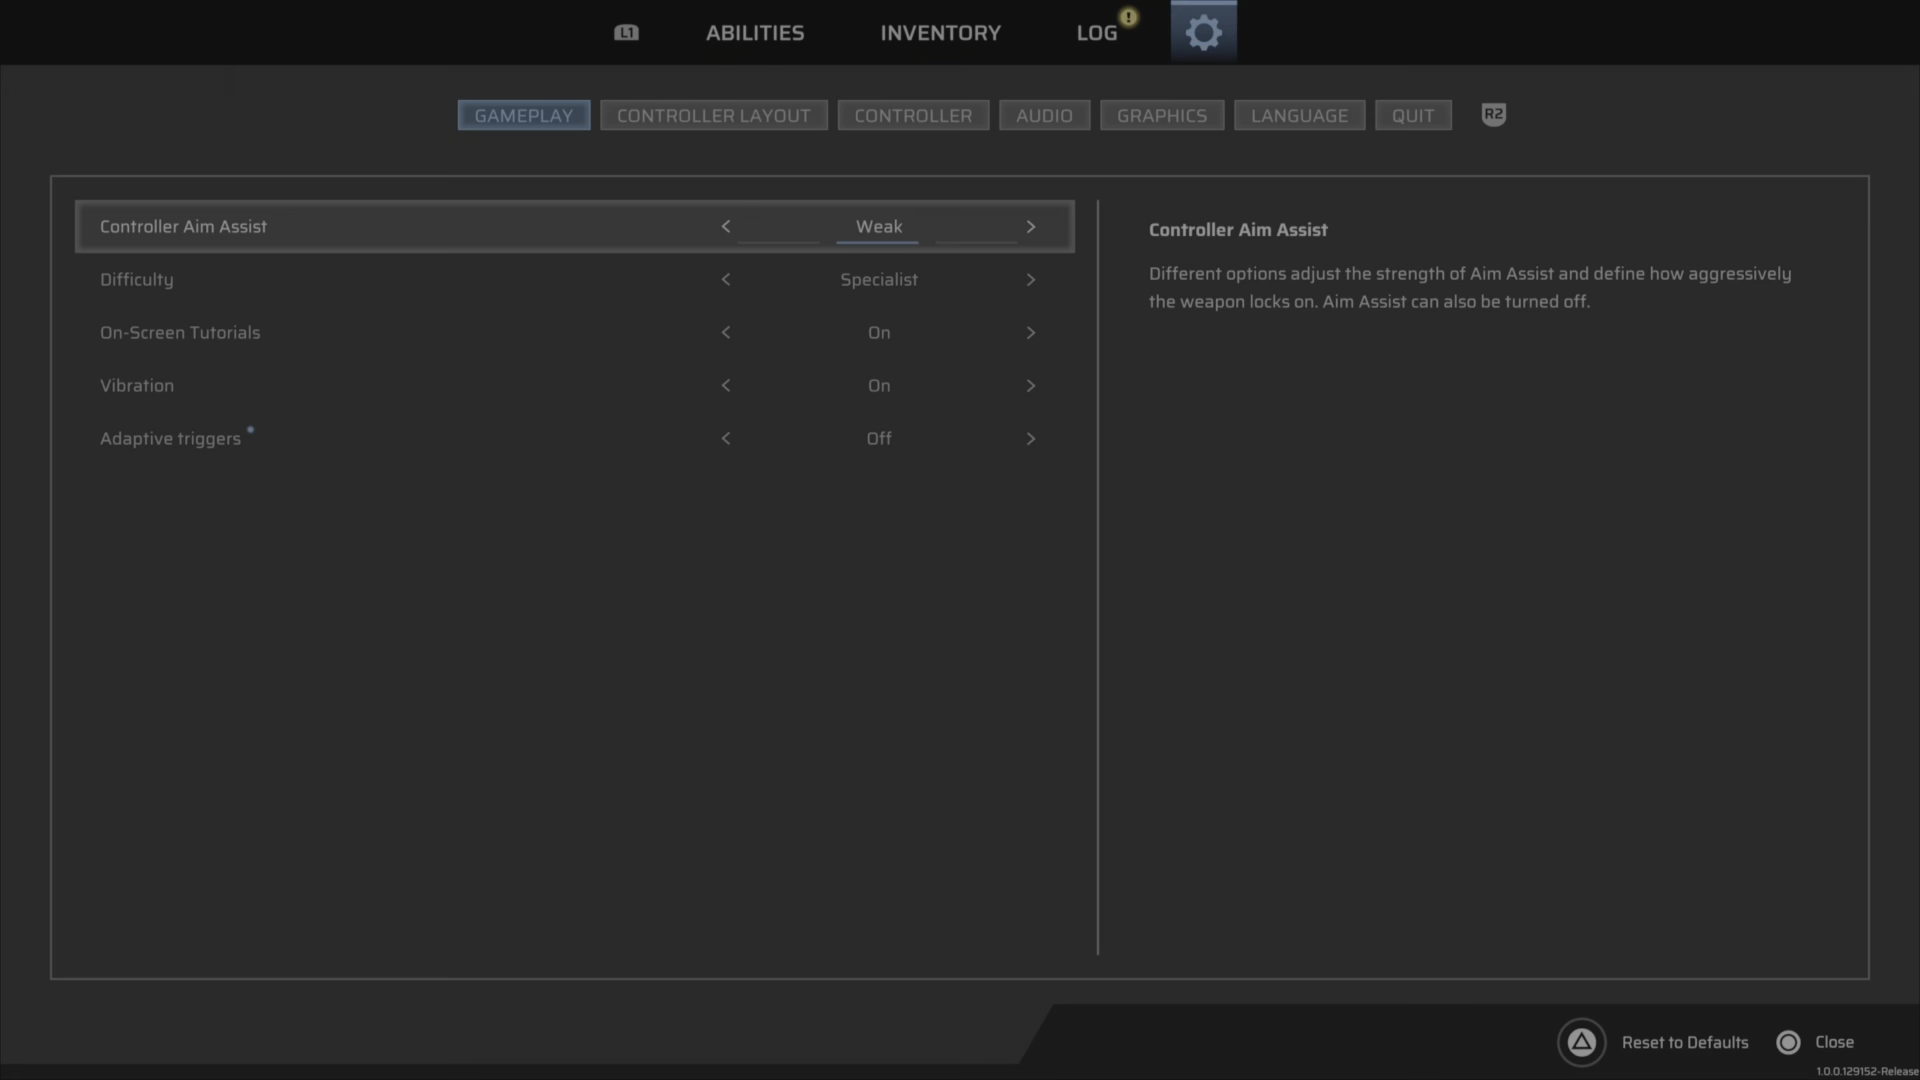 L1 ABILITIES INVENTORY LOG !
GAMEPLAY CONTROLLER LAYOUT CONTROLLER AUDIO GRAPHICS LANGUAGE QUIT R2
Controller Aim Assist < Weak >
Difficulty < Specialist >
On-Screen Tutorials < On >
Vibration < On >
Adaptive triggers < Off >
Controller Aim Assist
Different options adjust the strength of Aim Assist and define how aggressively
the weapon locks on. Aim Assist can also be turned off.
Reset to Defaults Close
1.0.0.129152-Release